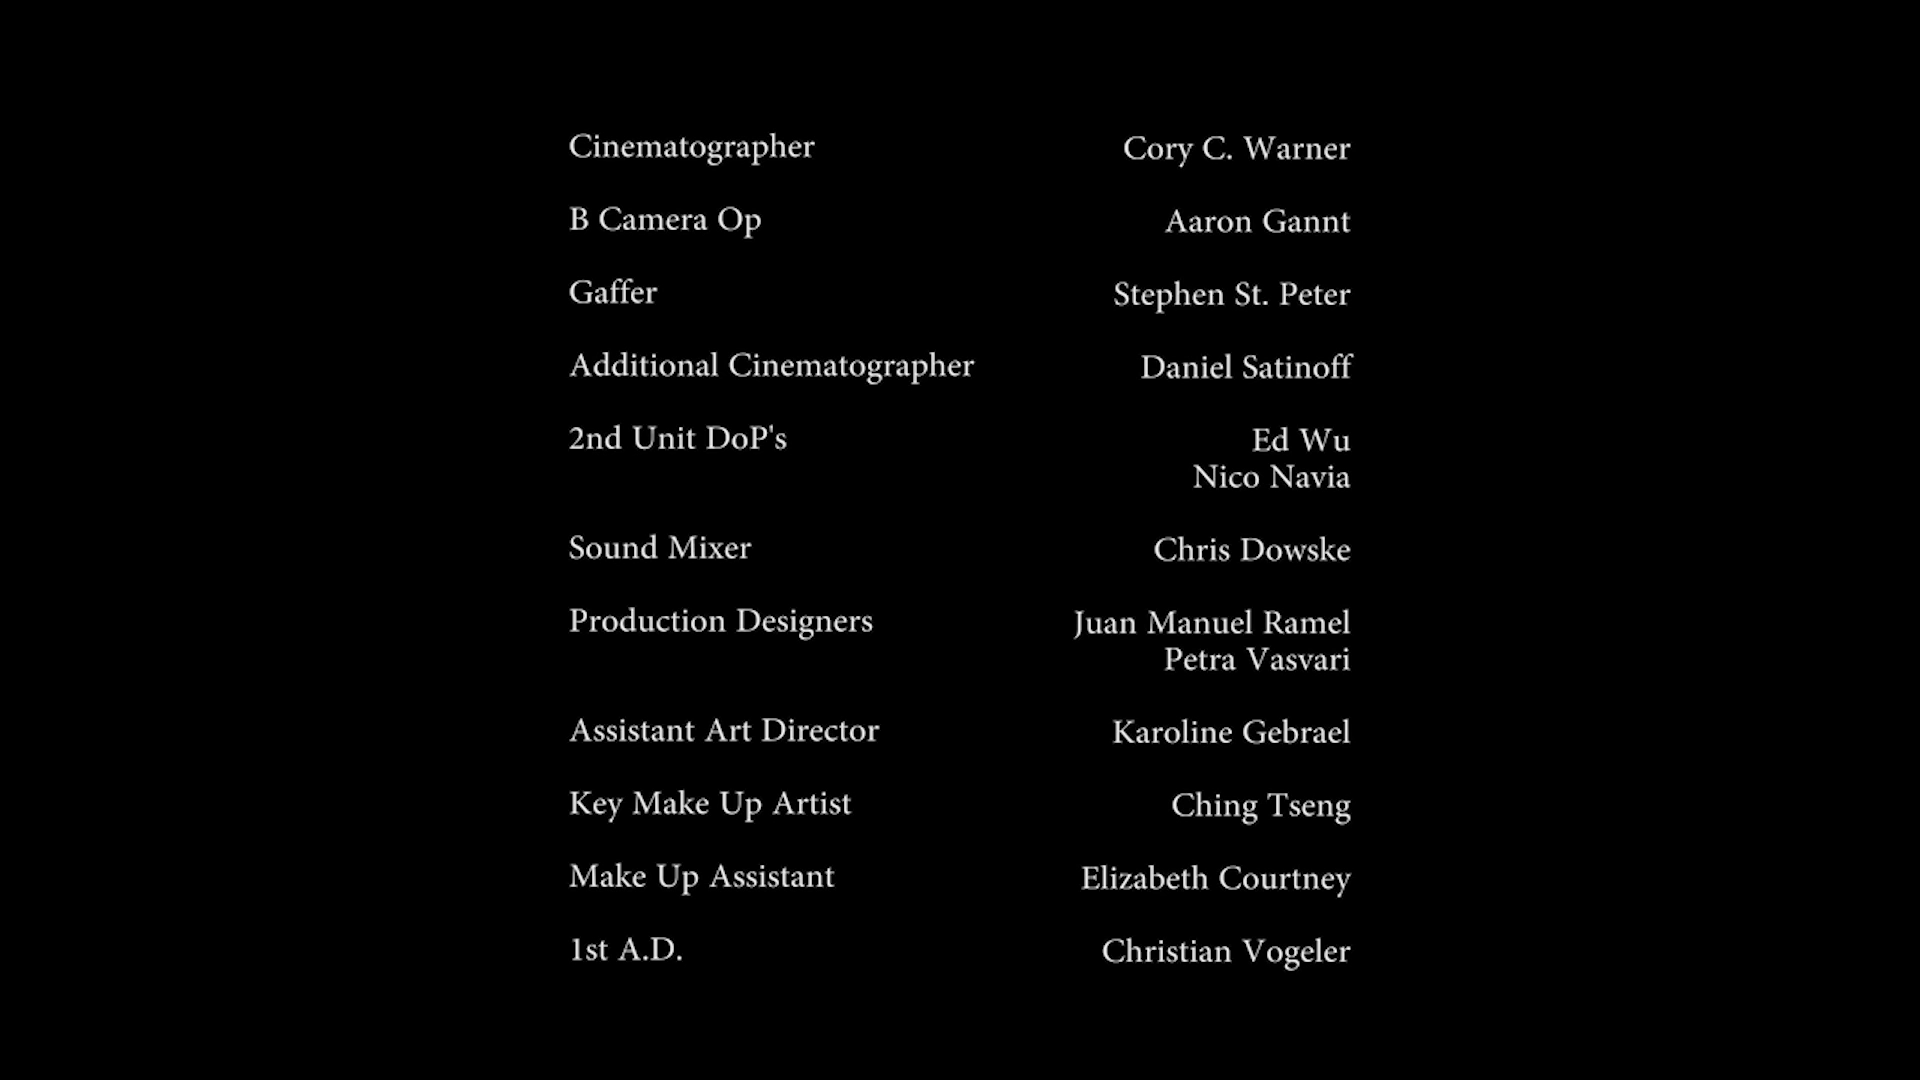 Cinematographer Cory C. Warner
B Camera Op Aaron Gannt
Gaffer Stephen St. Peter
Additional Cinematographer Daniel Satinoff
2nd Unit DoP's Ed Wu
Nico Navia
Sound Mixer Chris Dowske
Production Designers Juan Manuel Ramel
Petra Vasvari
Assistant Art Director Karoline Gebrael
Key Make Up Artist Ching Tseng
Make Up Assistant Elizabeth Courtney
1st A.D. Christian Vogeler